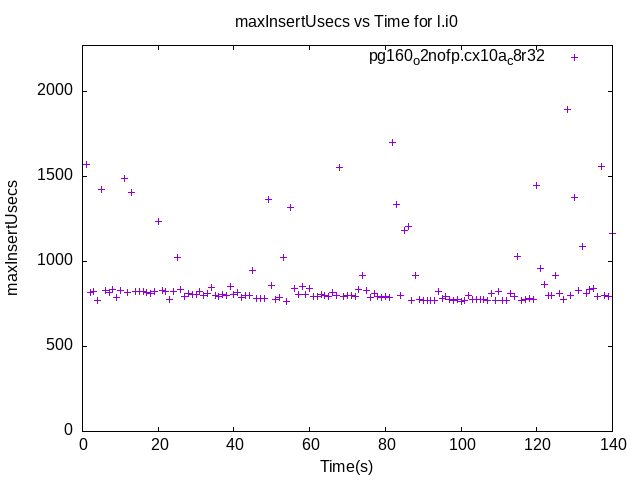 maxInsertUsecs vs Time for l.i0
pg160o2nofp.cx10ac8r32
2000
1500
1000
500
0
maxInsertUsecs
0 20 40 60 80 100 120 140
Time(s)